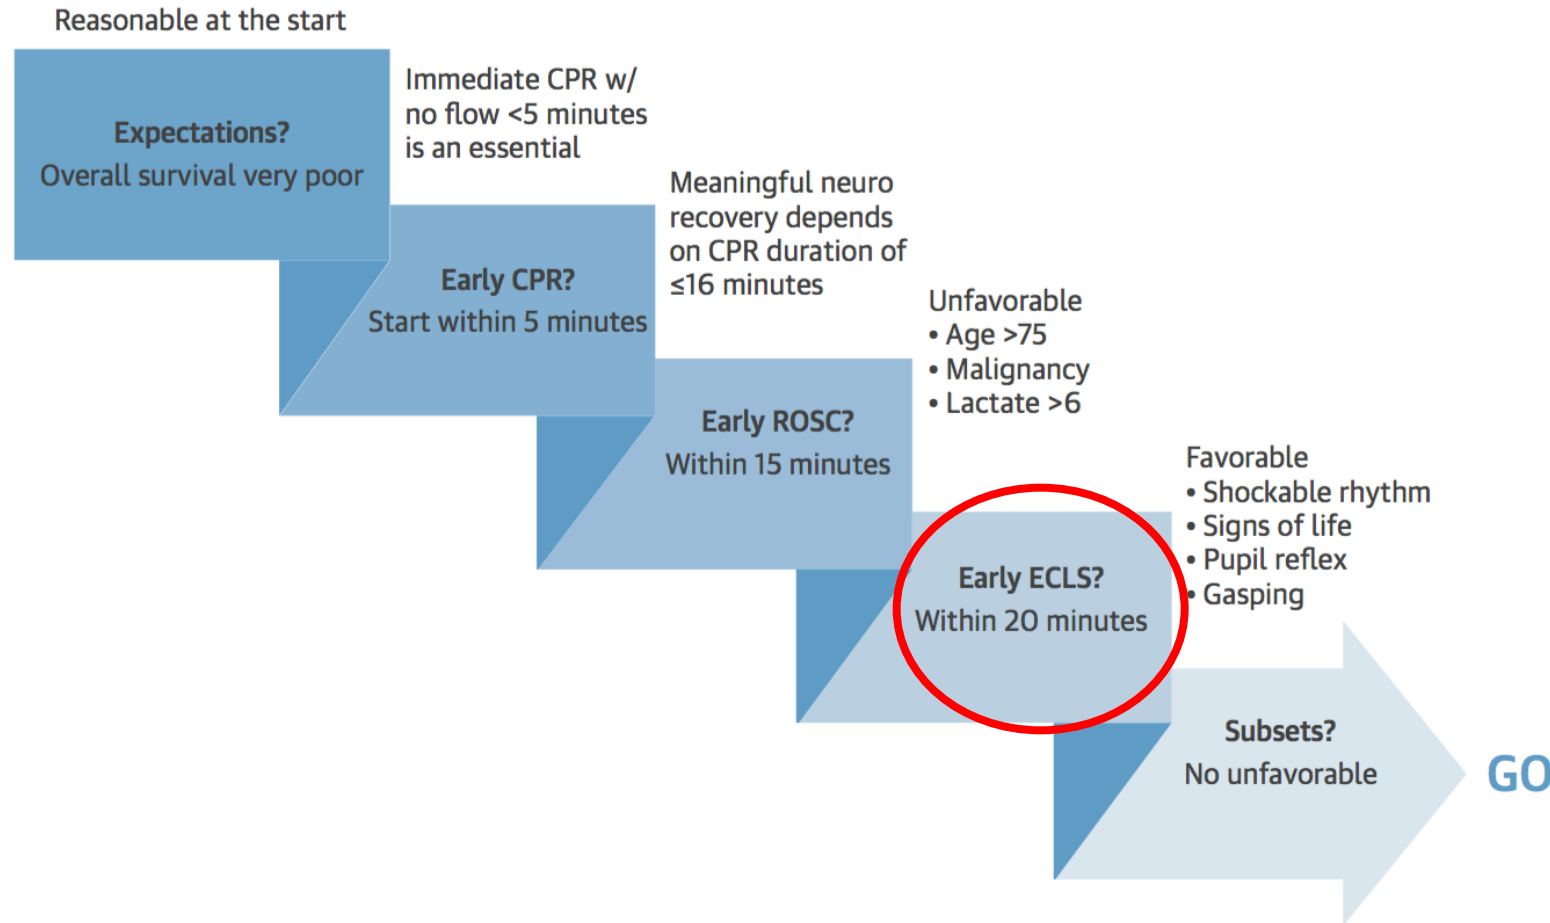 Reasonable at the start
Expectations?
Overall survival very poor
Immediate CPR w/
no flow <5 minutes
is an essential
Early CPR?
Start within 5 minutes
Meaningful neuro
recovery depends
on CPR duration of
≤16 minutes
Early ROSC?
Within 15 minutes
Unfavorable
• Age >75
• Malignancy
• Lactate >6
Early ECLS?
Within 20 minutes
Favorable
• Shockable rhythm
• Signs of life
• Pupil reflex
• Gasping
Subsets?
No unfavorable
GO